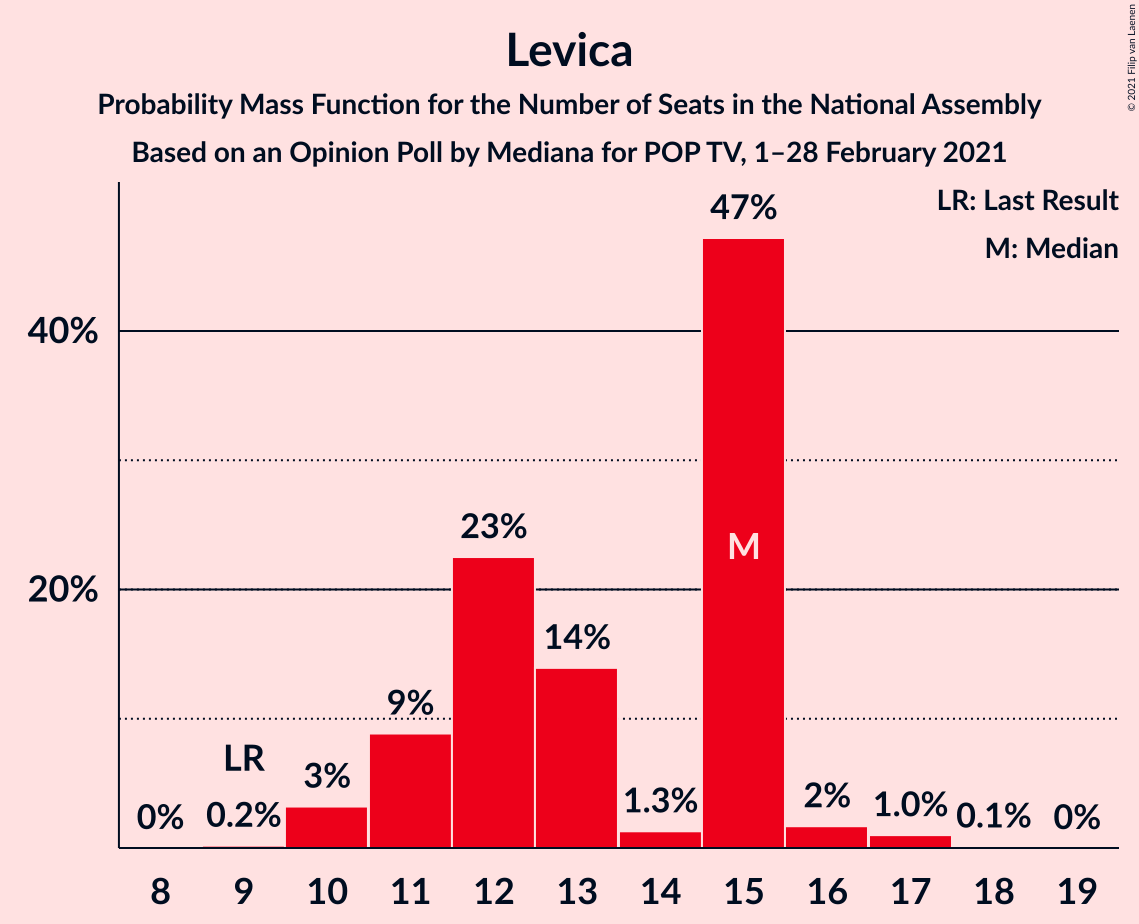 Levica
Probability Mass Function for the Number of Seats in the National Assembly
Based on an Opinion Poll by Mediana for POP TV, 1–28 February 2021
© 2021 Filip van Laenen
LR: Last Result
M: Median
47%
40%
23%
M
20%
14%
9%
LR
3%
0%
0.2%
1.3%
2%
1.0%
0.1%
0%
8 9 10 11 12 13 14 15 16 17 18 19